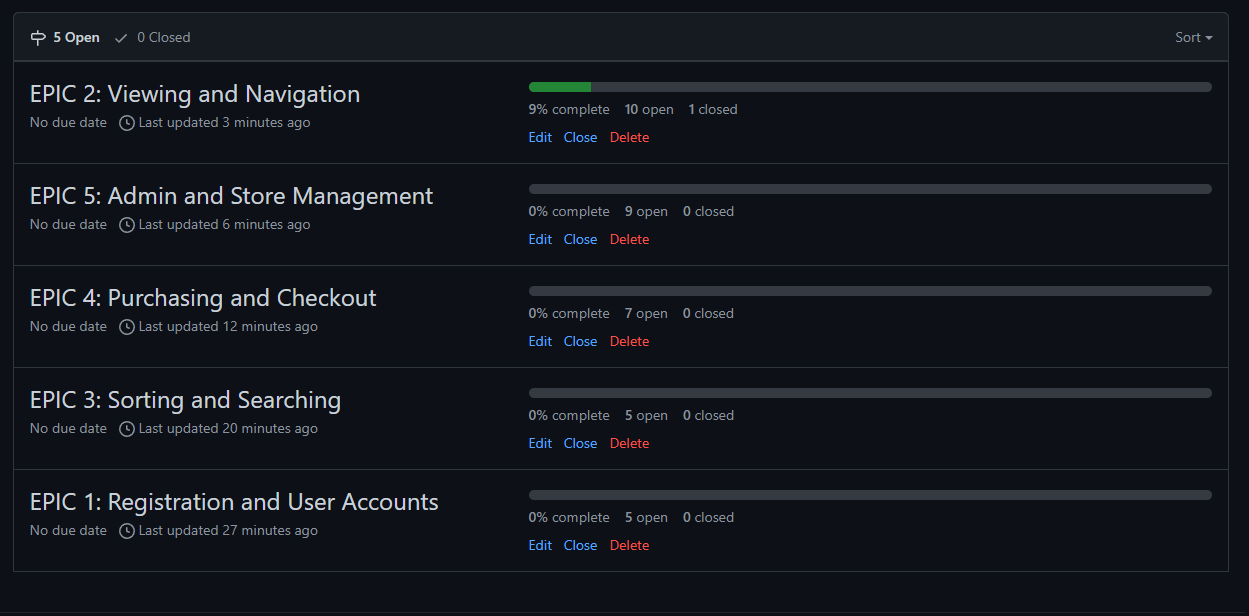 5 Open 0 Closed Sort
EPIC 2: Viewing and Navigation
No due date Last updated 3 minutes ago
9% complete 10 open 1 closed
Edit Close Delete
EPIC 5: Admin and Store Management
No due date Last updated 6 minutes ago
0% complete 9 open 0 closed
Edit Close Delete
EPIC 4: Purchasing and Checkout
No due date Last updated 12 minutes ago
0% complete 7 open 0 closed
Edit Close Delete
EPIC 3: Sorting and Searching
No due date Last updated 20 minutes ago
0% complete 5 open 0 closed
Edit Close Delete
EPIC 1: Registration and User Accounts
No due date Last updated 27 minutes ago
0% complete 5 open 0 closed
Edit Close Delete